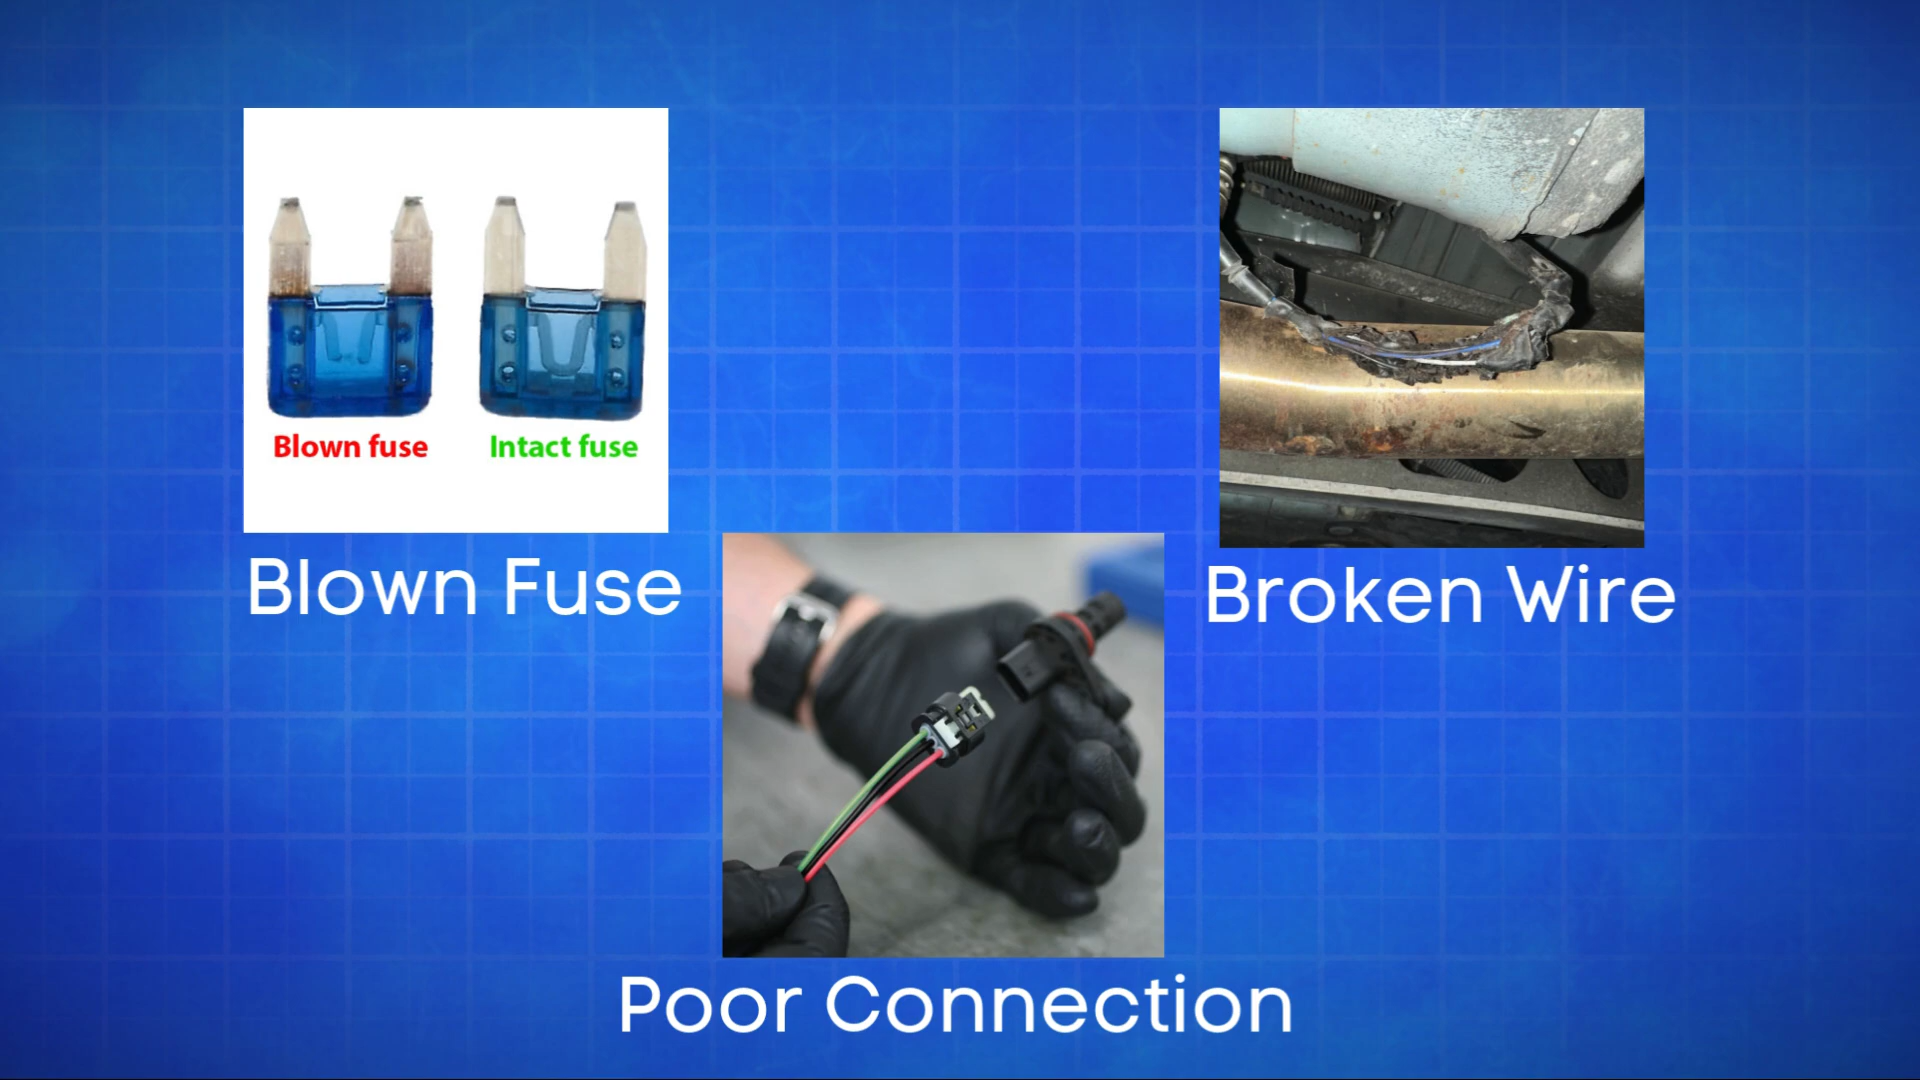 Blown fuse
Intact fuse
Blown Fuse
Broken Wire
Poor Connection